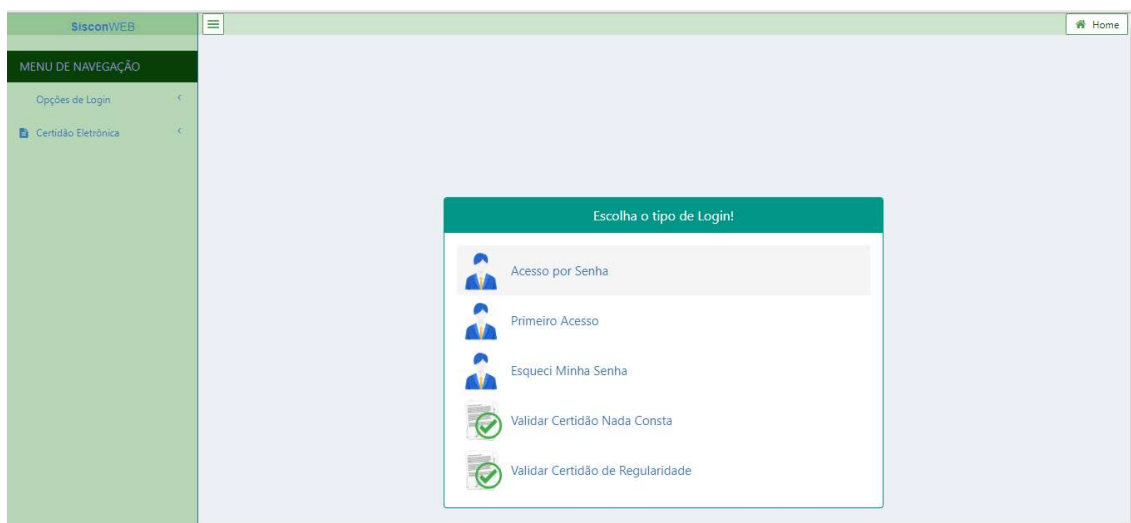 SisconWEB
Home
MENU DE NAVEGAÇÃO
Opções de Login
Certidão Eletrônica
Escolha o tipo de Login!
Acesso por Senha
Primeiro Acesso
Esqueci Minha Senha
Validar Certidão Nada Consta
Validar Certidão de Regularidade